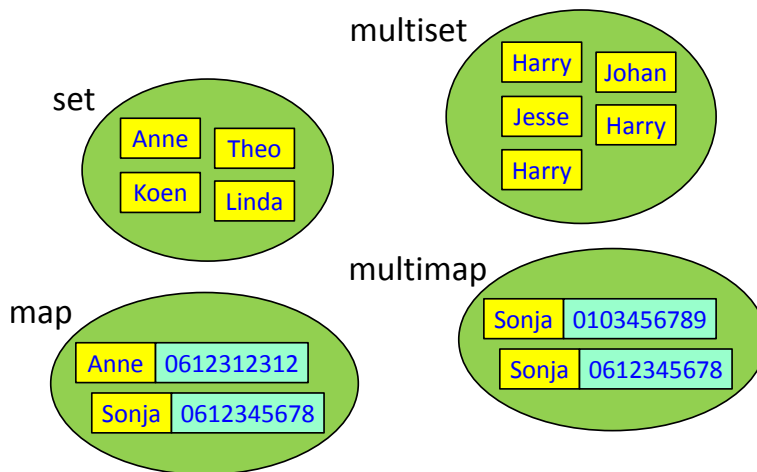 set
Anne
Theo
Koen
Linda
multiset
Harry
Johan
Jesse
Harry
Harry
map
Anne 0612312312
Sonja 0612345678
multimap
Sonja 0103456789
Sonja 0612345678